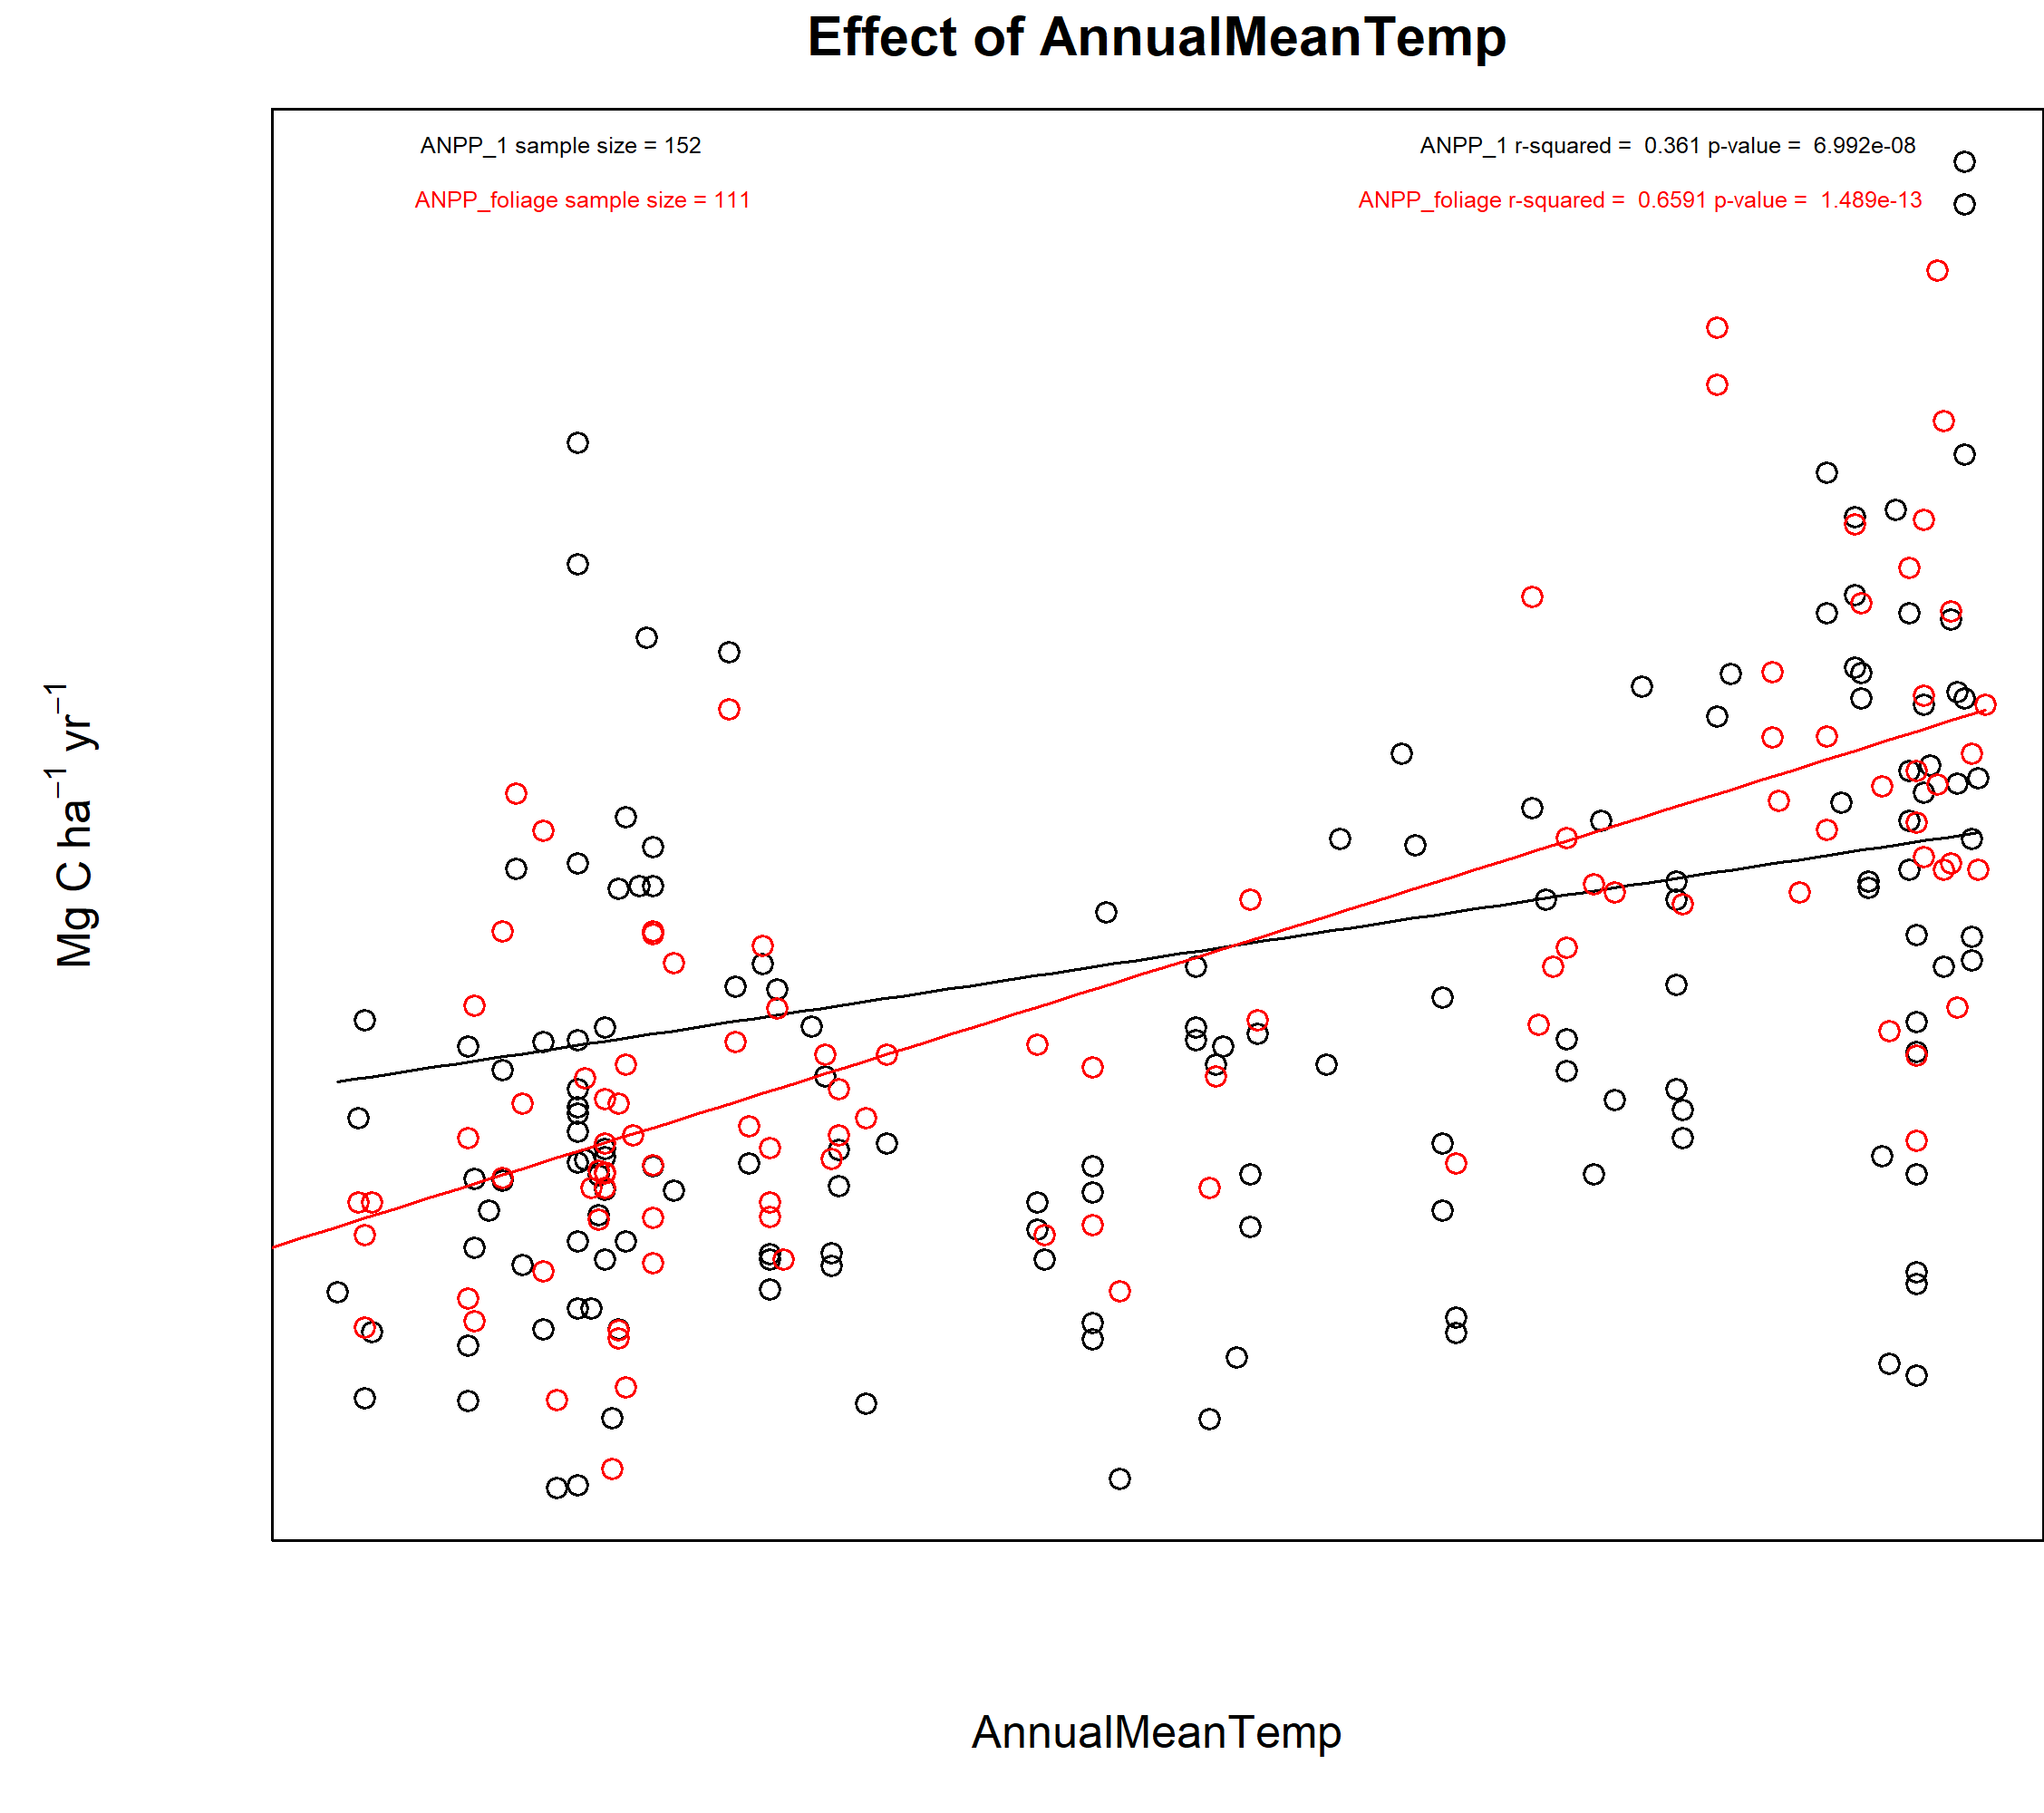 Effect of AnnualMeanTemp
ANPP_1 sample size = 152
ANPP_1 r-squared =  0.361 p-value =  6.992e-08
ANPP_foliage sample size = 111
ANPP_foliage r-squared =  0.6591 p-value =  1.489e-13
Mg C ha⁻¹ yr⁻¹
AnnualMeanTemp